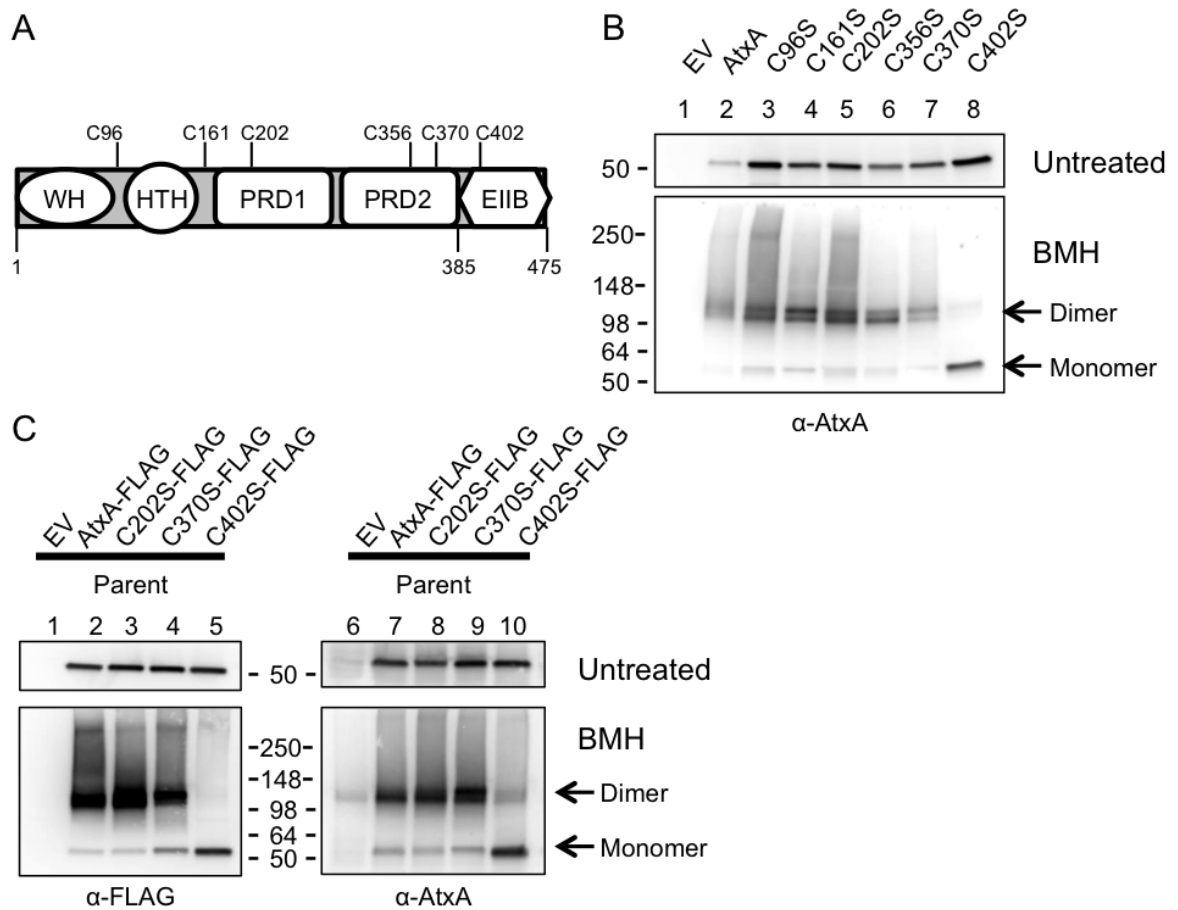 A
C96 C161 C202 C356 C370 C402
WH HTH PRD1 PRD2 EIIB
1 385 475
B
EV AtxA C96S C161S C202S C356S C370S C402S
1 2 3 4 5 6 7 8
50 - Untreated
250 - BMH
148 -
98 - Dimer
64 -
50 - Monomer
α-AtxA
C
EV AtxA-FLAG C202S-FLAG C370S-FLAG C402S-FLAG EV AtxA-FLAG C202S-FLAG C370S-FLAG C402S-FLAG
Parent Parent
1 2 3 4 5 6 7 8 9 10
- 50 - Untreated
BMH
-250-
-148-
- 98 - Dimer
- 64 -
- 50 - Monomer
α-FLAG α-AtxA